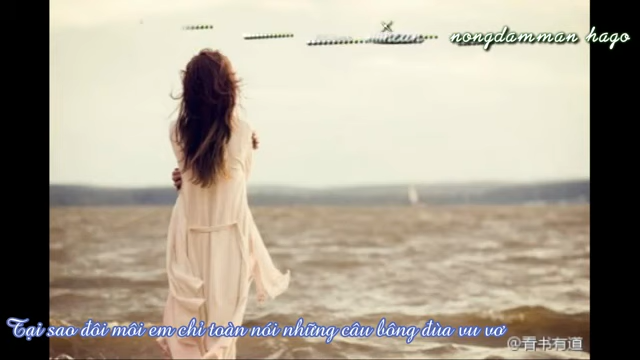 nongdamman hago
Tại sao đôi môi em chỉ toàn nói những câu bông đùa vu vơ
@看书有道